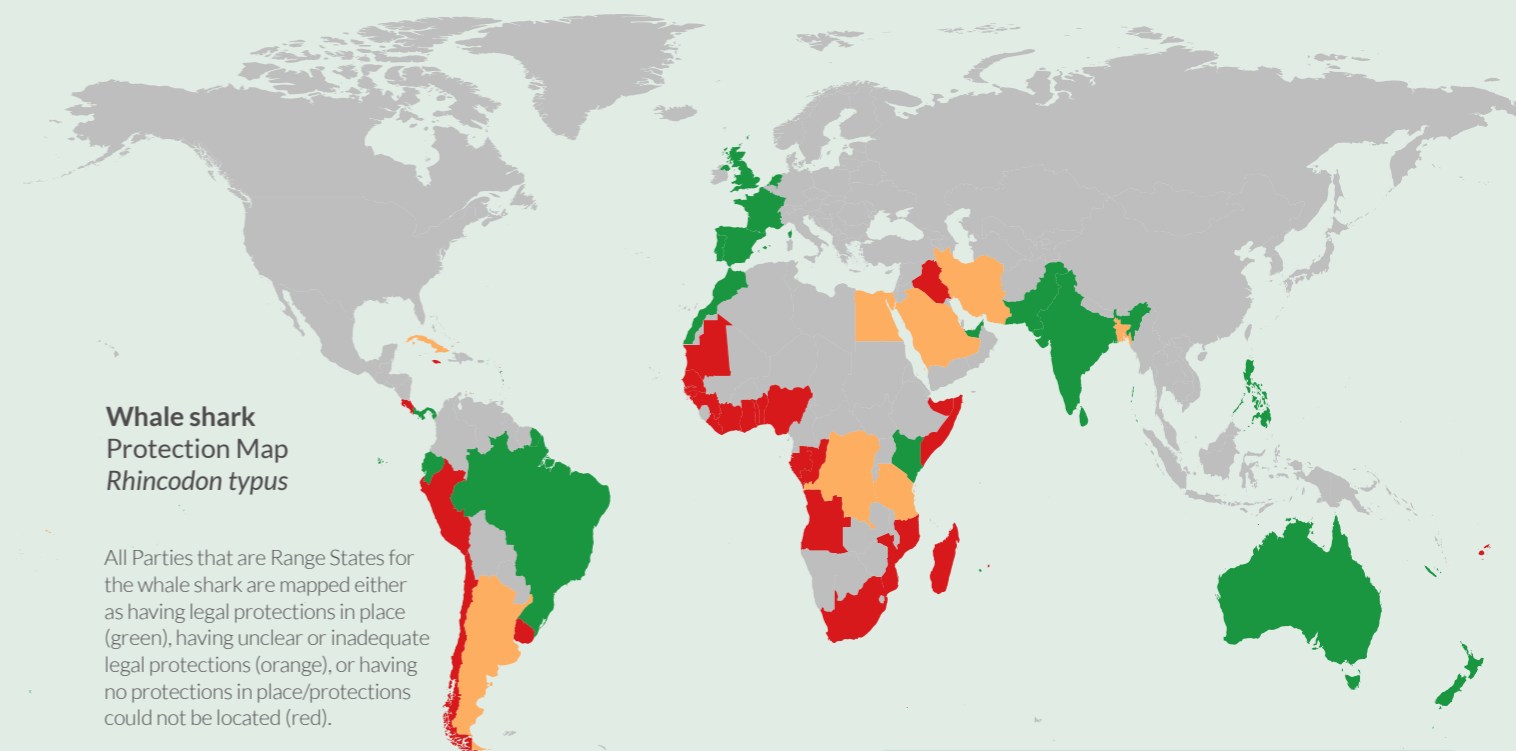 Whale shark
Protection Map
Rhincodon typus
All Parties that are Range States for
the whale shark are mapped either
as having legal protections in place
(green), having unclear or inadequate
legal protections (orange), or having
no protections in place/protections
could not be located (red).